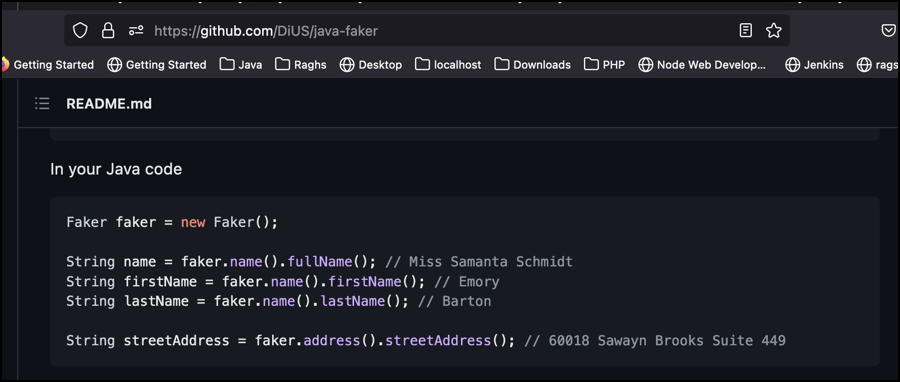 https://github.com/DiUS/java-faker
Getting Started Getting Started Java Raghs Desktop localhost Downloads PHP Node Web Develop... Jenkins rags
README.md
In your Java code
Faker faker = new Faker();
String name = faker.name().fullName(); // Miss Samanta Schmidt
String firstName = faker.name().firstName(); // Emory
String lastName = faker.name().lastName(); // Barton
String streetAddress = faker.address().streetAddress(); // 60018 Sawayn Brooks Suite 449